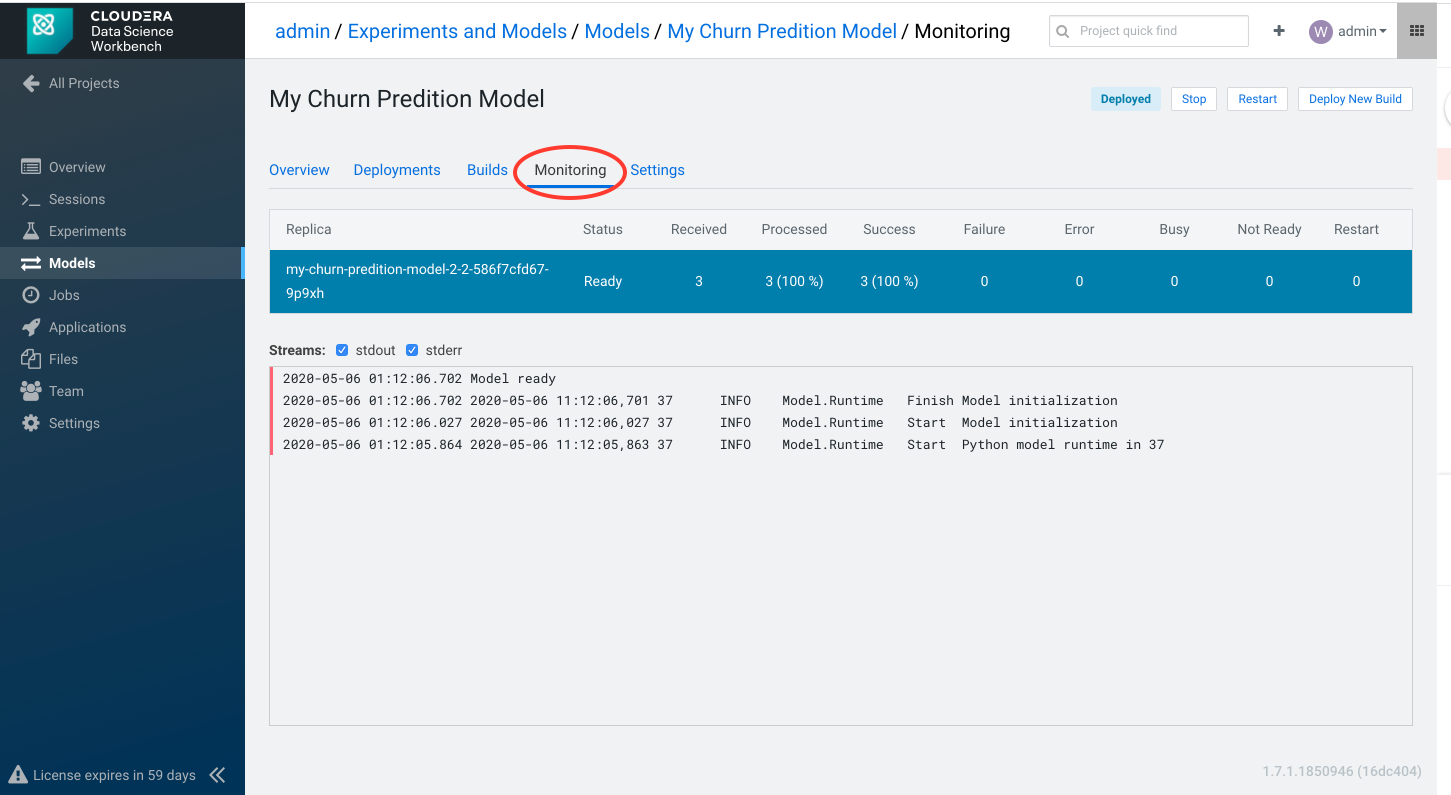 CLOUDERA
Data Science
Workbench
admin / Experiments and Models / Models / My Churn Predition Model / Monitoring
Project quick find
W admin
All Projects
Overview
Sessions
Experiments
Models
Jobs
Applications
Files
Team
Settings
License expires in 59 days
My Churn Predition Model
Deployed Stop Restart Deploy New Build
Overview Deployments Builds Monitoring Settings
Replica Status Received Processed Success Failure Error Busy Not Ready Restart
my-churn-predition-model-2-2-586f7cfd67-
9p9xh Ready 3 3 (100 %) 3 (100 %) 0 0 0 0 0
Streams: stdout stderr
2020-05-06 01:12:06.702 Model ready
2020-05-06 01:12:06.702 2020-05-06 11:12:06,701 37 INFO Model.Runtime Finish Model initialization
2020-05-06 01:12:06.027 2020-05-06 11:12:06,027 37 INFO Model.Runtime Start Model initialization
2020-05-06 01:12:05.864 2020-05-06 11:12:05,863 37 INFO Model.Runtime Start Python model runtime in 37
1.7.1.1850946 (16dc404)